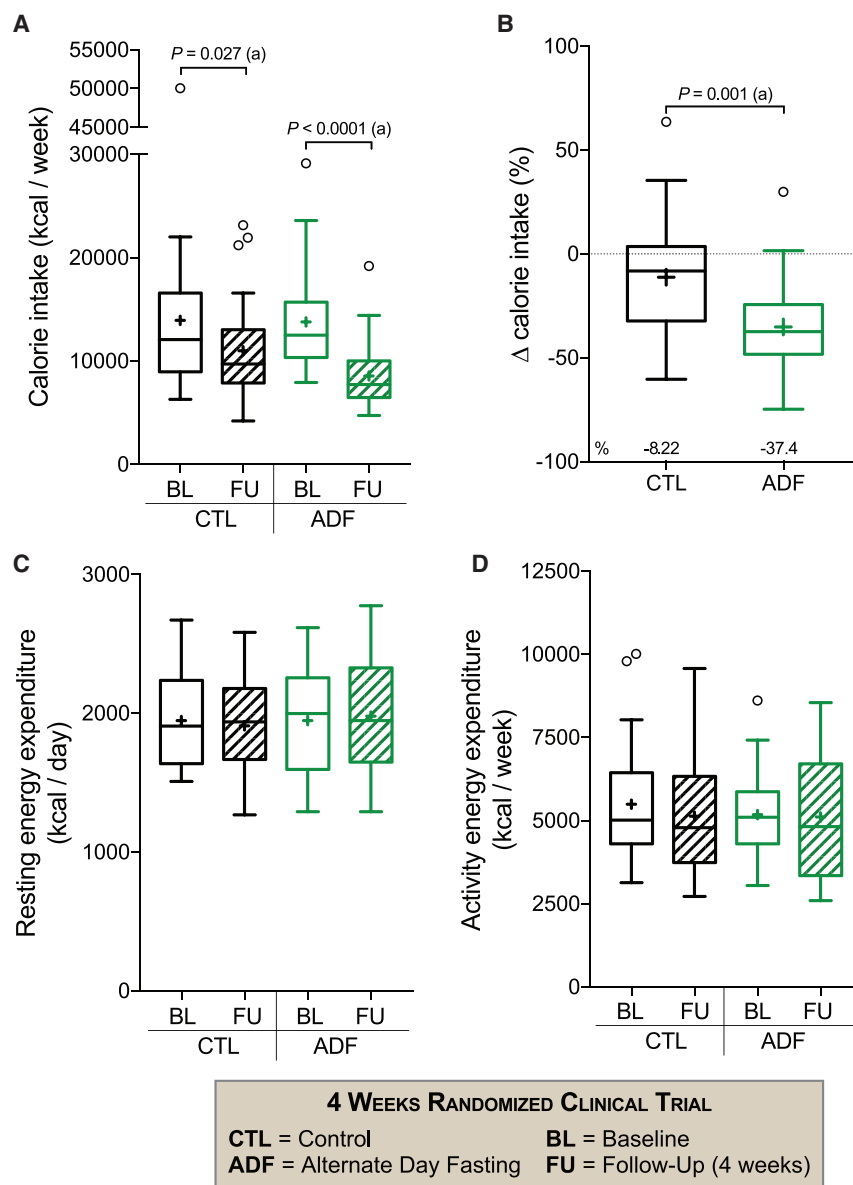 A
Calorie intake (kcal / week)
55000
50000
45000
30000
20000
10000
0
P = 0.027 (a)
P < 0.0001 (a)
BL FU BL FU
CTL ADF
B
Δ calorie intake (%)
100
50
0
-50
-100
P = 0.001 (a)
% -8.22 -37.4
CTL ADF
C
Resting energy expenditure
(kcal / day)
3000
2000
1000
0
BL FU BL FU
CTL ADF
D
Activity energy expenditure
(kcal / week)
12500
10000
7500
5000
2500
0
BL FU BL FU
CTL ADF
4 WEEKS RANDOMIZED CLINICAL TRIAL
CTL = Control BL = Baseline
ADF = Alternate Day Fasting FU = Follow-Up (4 weeks)